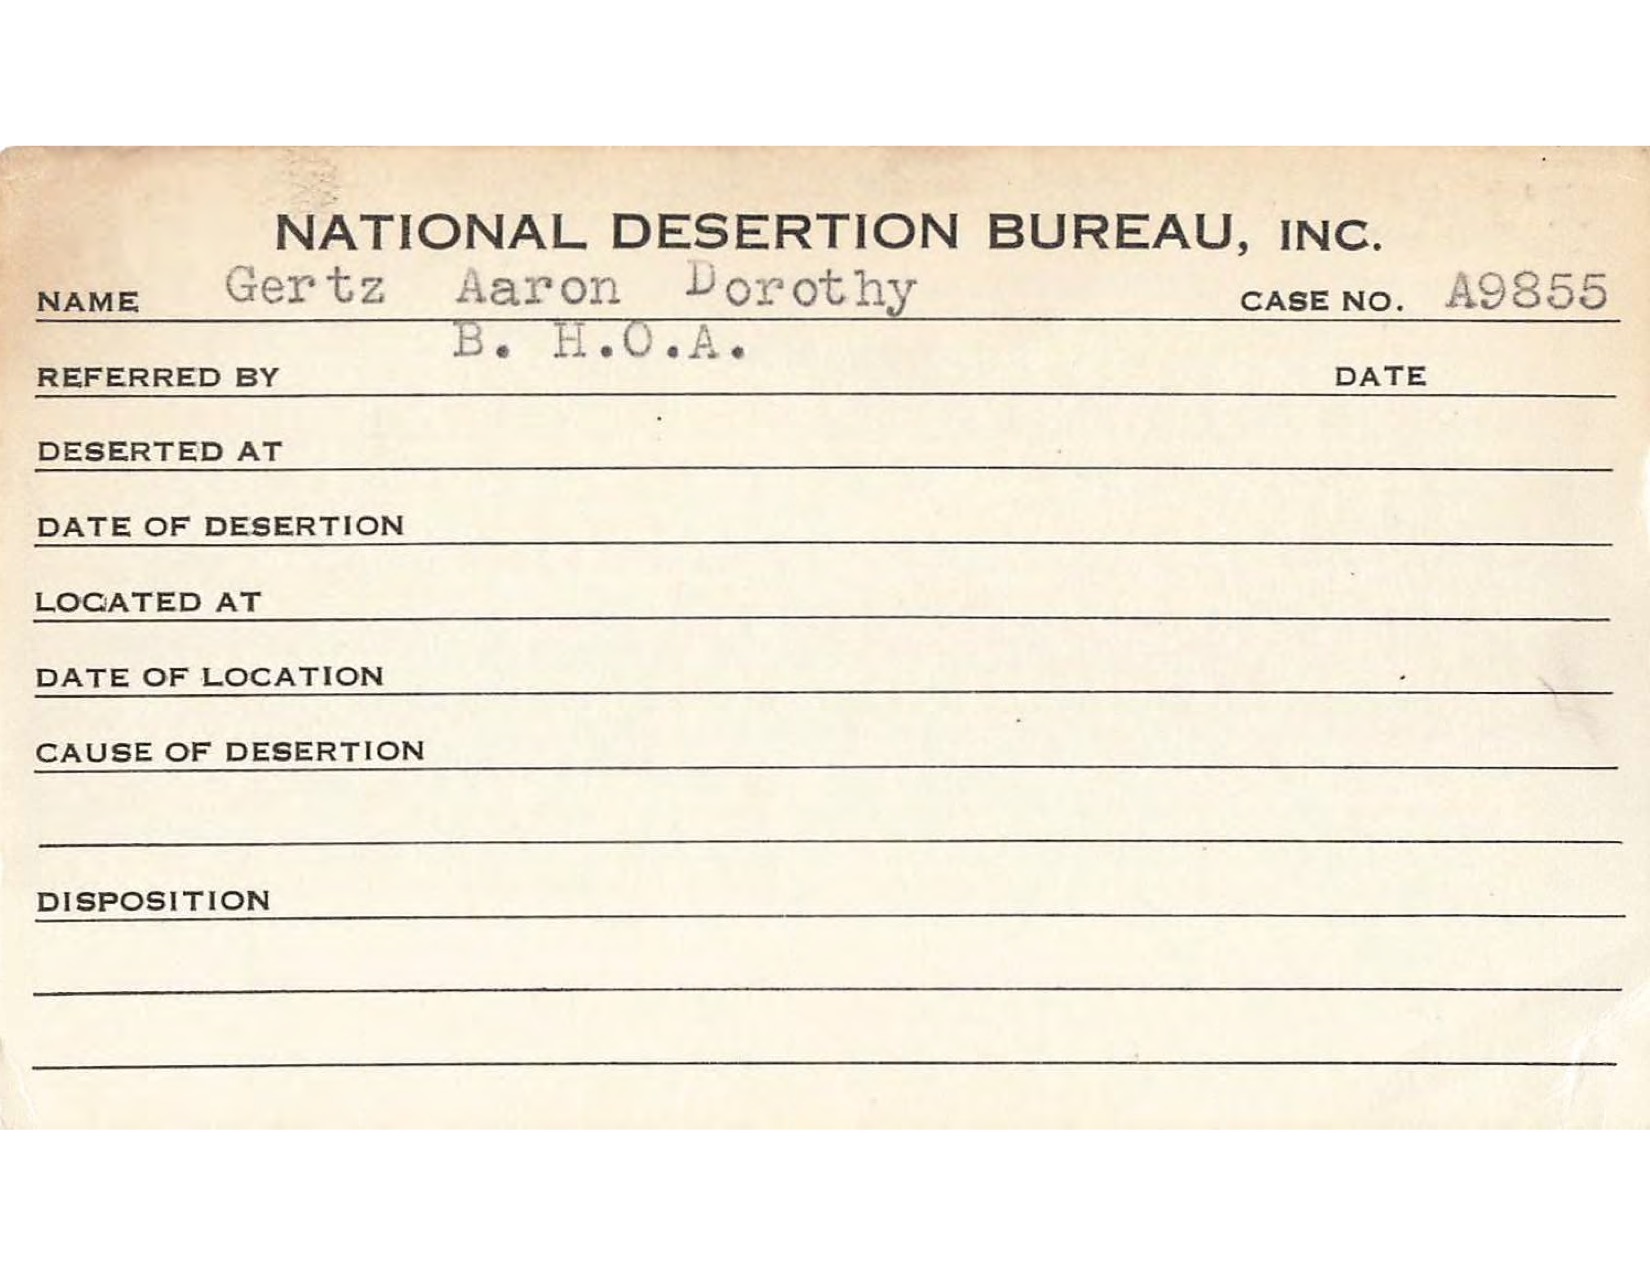 NATIONAL DESERTION BUREAU, INC.
NAME Gertz Aaron Dorothy CASE NO. A9855
B. H.O.A.
REFERRED BY DATE
DESERTED AT
DATE OF DESERTION
LOCATED AT
DATE OF LOCATION
CAUSE OF DESERTION
DISPOSITION